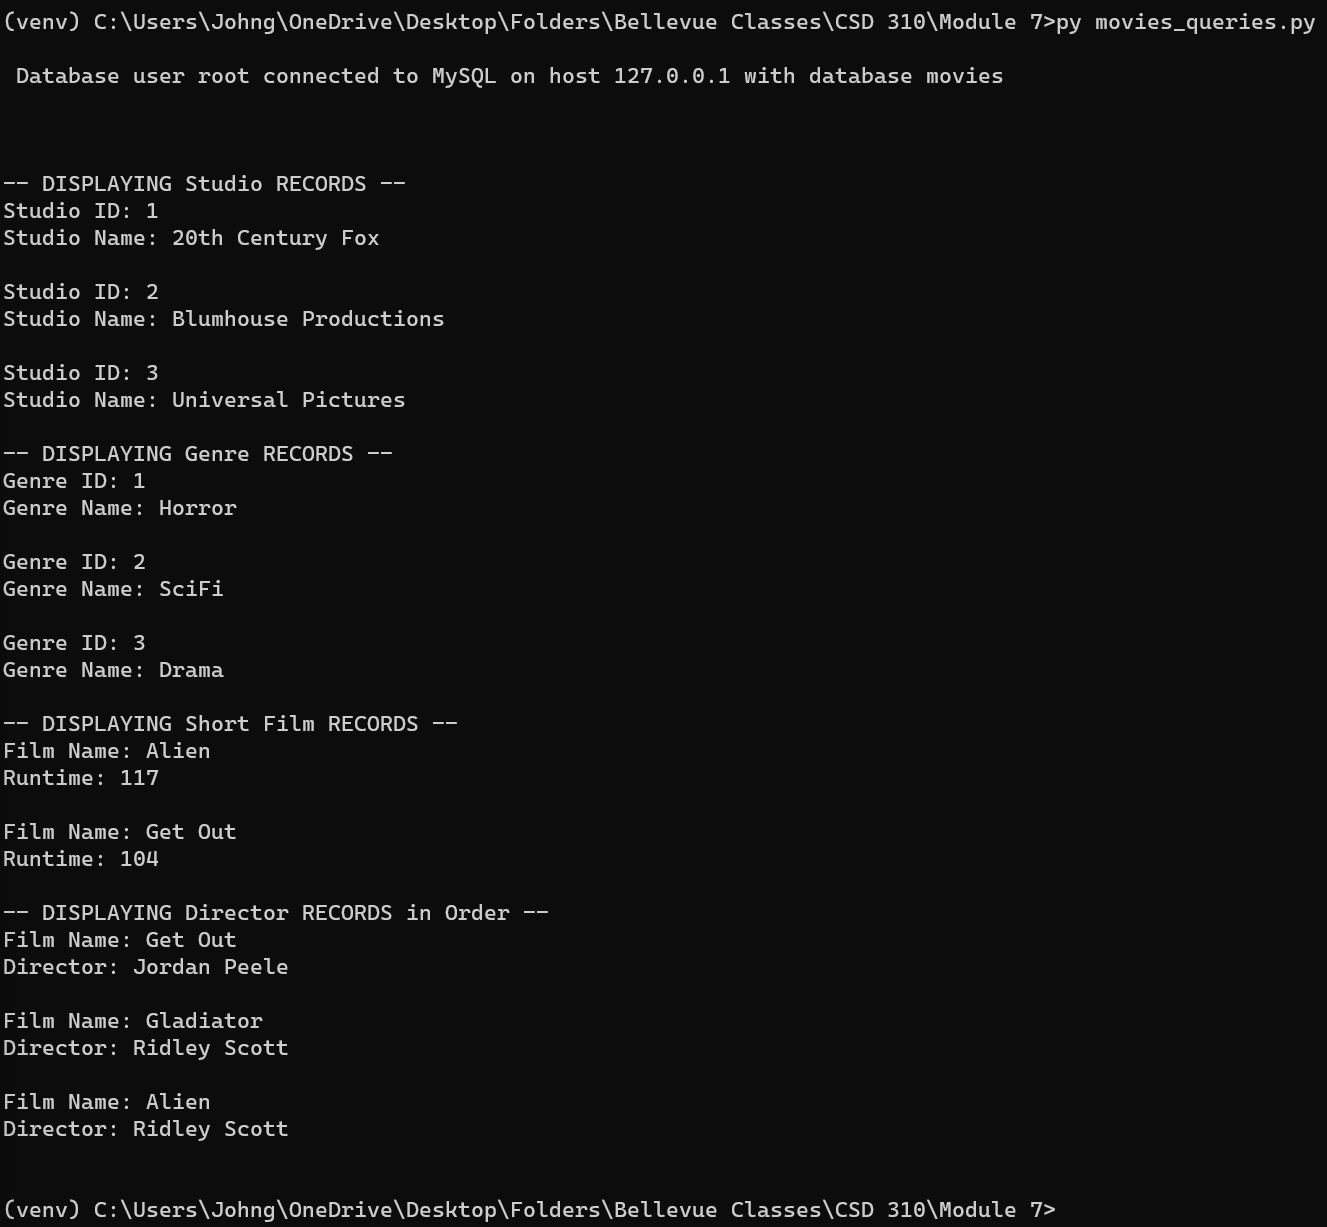 (venv) C:\Users\Johng\OneDrive\Desktop\Folders\Bellevue Classes\CSD 310\Module 7>py movies_queries.py
Database user root connected to MySQL on host 127.0.0.1 with database movies
-- DISPLAYING Studio RECORDS --
Studio ID: 1
Studio Name: 20th Century Fox
Studio ID: 2
Studio Name: Blumhouse Productions
Studio ID: 3
Studio Name: Universal Pictures
-- DISPLAYING Genre RECORDS --
Genre ID: 1
Genre Name: Horror
Genre ID: 2
Genre Name: SciFi
Genre ID: 3
Genre Name: Drama
-- DISPLAYING Short Film RECORDS --
Film Name: Alien
Runtime: 117
Film Name: Get Out
Runtime: 104
-- DISPLAYING Director RECORDS in Order --
Film Name: Get Out
Director: Jordan Peele
Film Name: Gladiator
Director: Ridley Scott
Film Name: Alien
Director: Ridley Scott
(venv) C:\Users\Johng\OneDrive\Desktop\Folders\Bellevue Classes\CSD 310\Module 7>